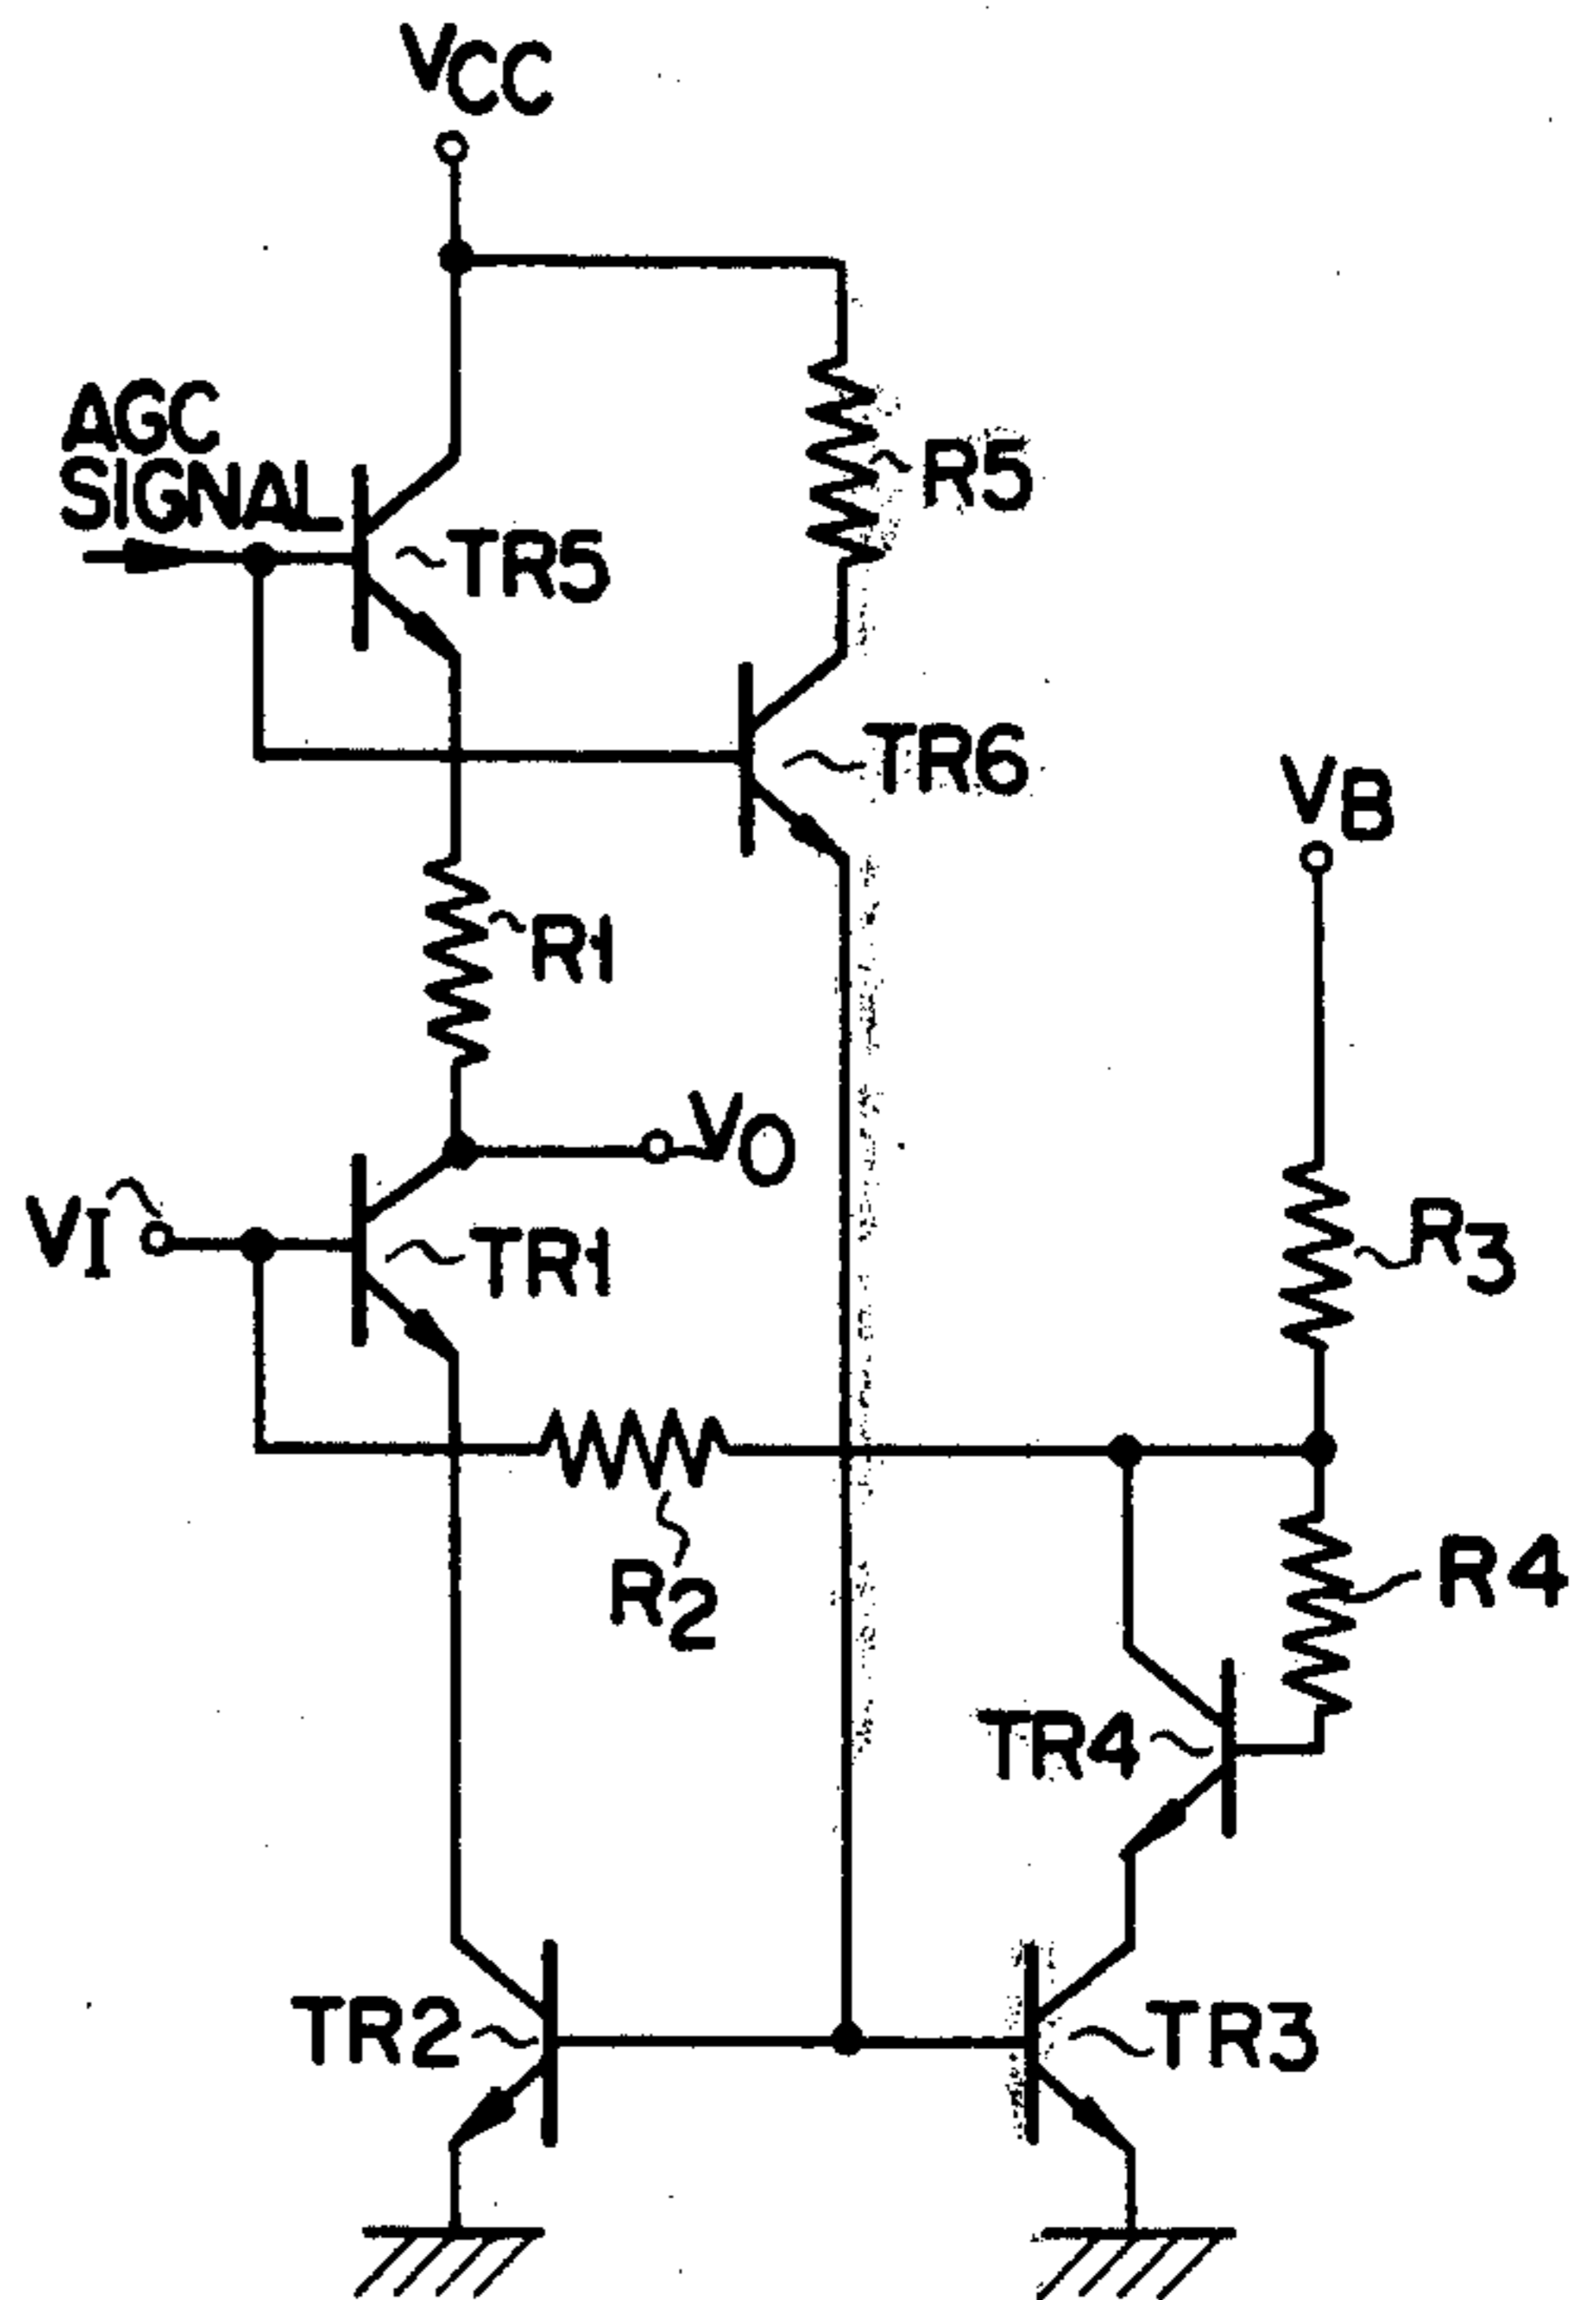 VCC
AGC
SIGNAL
R5
TR5
TR6
VB
R1
VO
VI
TR1
R3
R2
R4
TR4
TR2
TR3